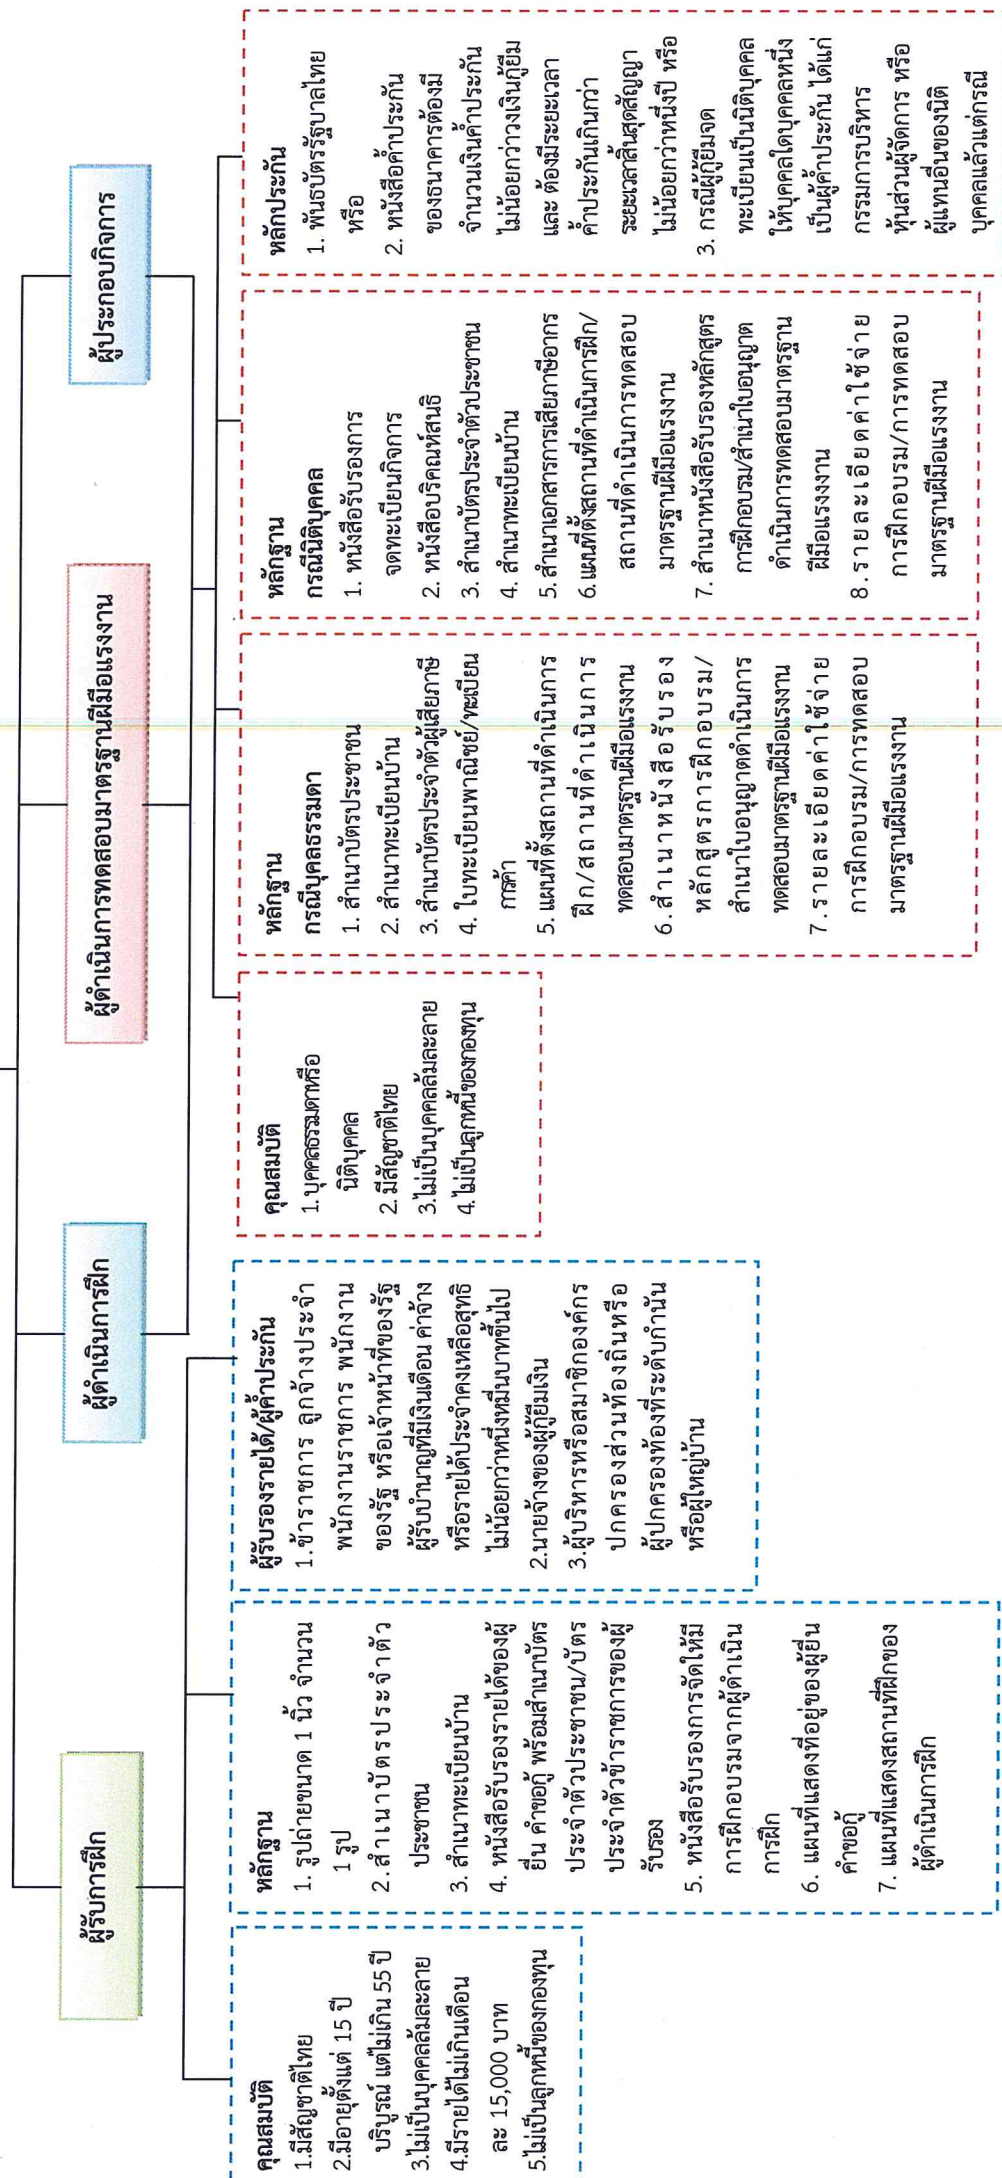 ผู้รับการฝึก
ผู้ดำเนินการฝึก
ผู้ดำเนินการทดสอบมาตรฐานฝีมือแรงงาน
ผู้ประกอบกิจการ
คุณสมบัติ
1.มีสัญชาติไทย
2.มีอายุตั้งแต่ 15 ปี
บริบูรณ์ แต่ไม่เกิน 55 ปี
3.ไม่เป็นบุคคลล้มละลาย
4.มีรายได้ไม่เกินเดือน
ละ 15,000 บาท
5.ไม่เป็นลูกหนี้ของกองทุน
หลักฐาน
1. รูปถ่ายขนาด 1 นิ้ว จำนวน
1 รูป
2.สำเนาบัตรประจำตัว
ประชาชน
3. สำเนาทะเบียนบ้าน
4. หนังสือรับรองรายได้ของผู้
ยื่น คำขอกู้ พร้อมสำเนาบัตร
ประจำตัวประชาชน/บัตร
ประจำตัวข้าราชการของผู้
รับรอง
5. หนังสือรับรองการจัดให้มี
การฝึกอบรมจากผู้ดำเนิน
การฝึก
6. แผนที่แสดงที่อยู่ของผู้ยื่น
คำขอกู้
7. แผนที่แสดงสถานที่ฝึกของ
ผู้ดำเนินการฝึก
ผู้รับรองรายได้/ผู้ค้ำประกัน
1.ข้าราชการ ลูกจ้างประจำ
พนักงานราชการ พนักงาน
ของรัฐ หรือเจ้าหน้าที่ของรัฐ
ผู้รับบำนาญที่มีเงินเดือน ค่าจ้าง
หรือรายได้ประจำคงเหลือสุทธิ
ไม่น้อยกว่าหนึ่งหมื่นบาทขึ้นไป
2.นายจ้างของผู้กู้ยืมเงิน
3.ผู้บริหารหรือสมาชิกองค์กร
ปกครองส่วนท้องถิ่นหรือ
ผู้ปกครองท้องที่ระดับกำนัน
หรือผู้ใหญ่บ้าน
คุณสมบัติ
1.บุคคลธรรมดาหรือ
นิติบุคคล
2. มีสัญชาติไทย
3.ไม่เป็นบุคคลล้มละลาย
4. ไม่เป็นลูกหนี้ของกองทุน
หลักฐาน
กรณีบุคลธรรมดา
1. สำเนาบัตรประชาชน
2. สำเนาทะเบียนบ้าน
3. สำเนาบัตรประจำตัวผู้เสียภาษี
4. ใบทะเบียนพาณิชย์/ทะเบียน
การค้า
5. แผนที่ตั้งสถานที่ดำเนินการ
ฝึก/สถานที่ดำเนินการ
ทดสอบมาตรฐานฝีมือแรงงาน
6. สำเนาหนังสือรับรอง
หลักสูตรการฝึกอบรม/
สำเนาใบอนุญาตดำเนินการ
ทดสอบมาตรฐานฝีมือแรงงาน
7. รายละเอียดค่าใช้จ่าย
การฝึกอบรม/การทดสอบ
มาตรฐานฝีมือแรงงาน
หลักฐาน
กรณีนิติบุคคล
1. หนังสือรับรองการ
จดทะเบียนกิจการ
2. หนังสือบริคณห์สนธิ
3. สำเนาบัตรประจำตัวประชาชน
4. สำเนาทะเบียนบ้าน
5. สำเนาเอกสารการเสียภาษีอากร
6. แผนที่ตั้งสถานที่ดำเนินการฝึก/
สถานที่ดำเนินการทดสอบ
มาตรฐานฝีมือแรงงาน
7. สำเนาหนังสือรับรองหลักสูตร
การฝึกอบรม/สำเนาใบอนุญาต
ดำเนินการทดสอบมาตรฐาน
ฝีมือแรงงงาน
8. รายละเอียดค่าใช้จ่าย
การฝึกอบรม/การทดสอบ
มาตรฐานฝีมือแรงงาน
หลักประกัน
1. พันธบัตรรัฐบาลไทย
หรือ
2. หนังสือค้ำประกัน
ของธนาคารต้องมี
จำนวนเงินค้ำประกัน
ไม่น้อยกว่าวงเงินกู้ยืม
และ ต้องมีระยะเวลา
ค้ำประกันเกินกว่า
ระยะเวลาสิ้นสุดสัญญา
ไม่น้อยกว่าหนึ่งปี หรือ
3. กรณีผู้กู้ยืมจด
ทะเบียนเป็นนิติบุคคล
ให้บุคคลใดบุคคลหนึ่ง
เป็นผู้ค้ำประกัน ได้แก่
กรรมการบริหาร
หุ้นส่วนผู้จัดการ หรือ
ผู้แทนอื่นของนิติ
บุคคลแล้วแต่กรณี